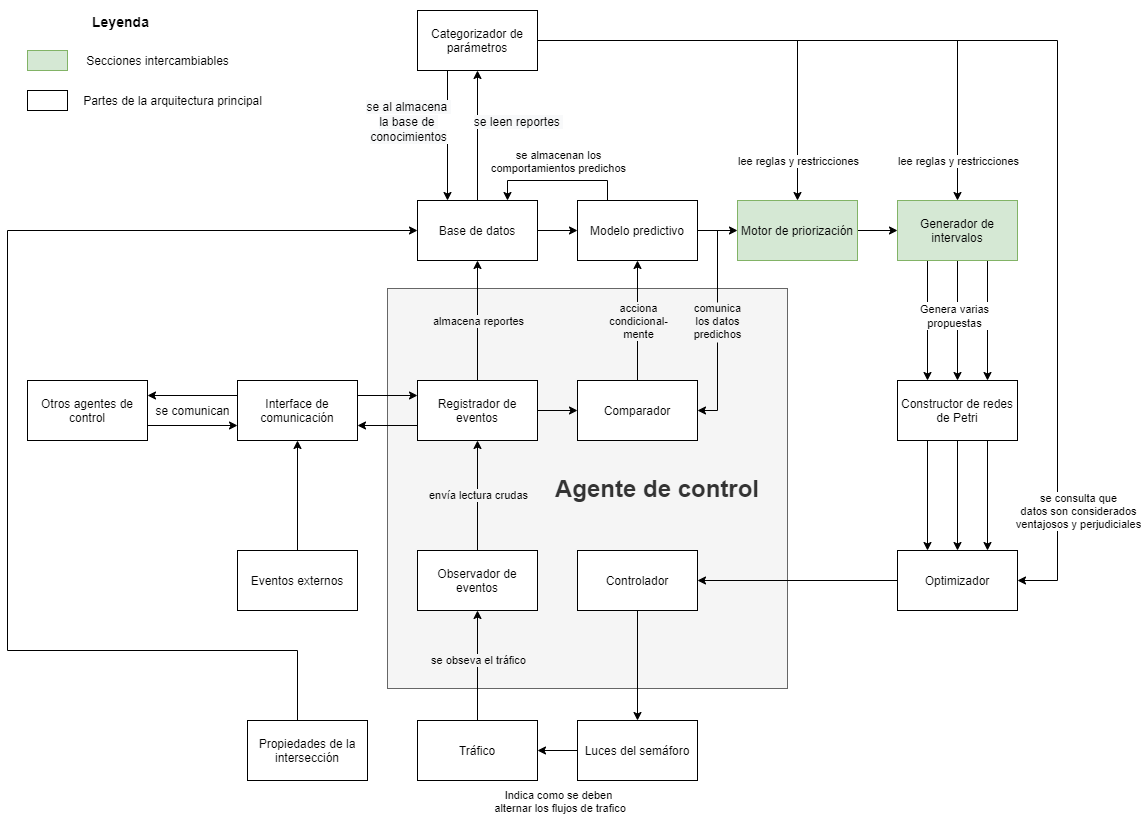 Leyenda
Secciones intercambiables
Partes de la arquitectura principal
Categorizador de
parámetros
se al almacena
la base de
conocimientos
se leen reportes
se almacenan los
comportamientos predichos
lee reglas y restricciones
lee reglas y restricciones
Base de datos
Modelo predictivo
Motor de priorización
Generador de
intervalos
almacena reportes
acciona
condicional-
mente
comunica
los datos
predichos
Genera varias
propuestas
Otros agentes de
control
se comunican
Interface de
comunicación
Registrador de
eventos
Comparador
Constructor de redes
de Petri
envía lectura crudas
Agente de control
se consulta que
datos son considerados
ventajosos y perjudiciales
Eventos externos
Observador de
eventos
Controlador
Optimizador
se obseva el tráfico
Propiedades de la
intersección
Tráfico
Luces del semáforo
Indica como se deben
alternar los flujos de trafico